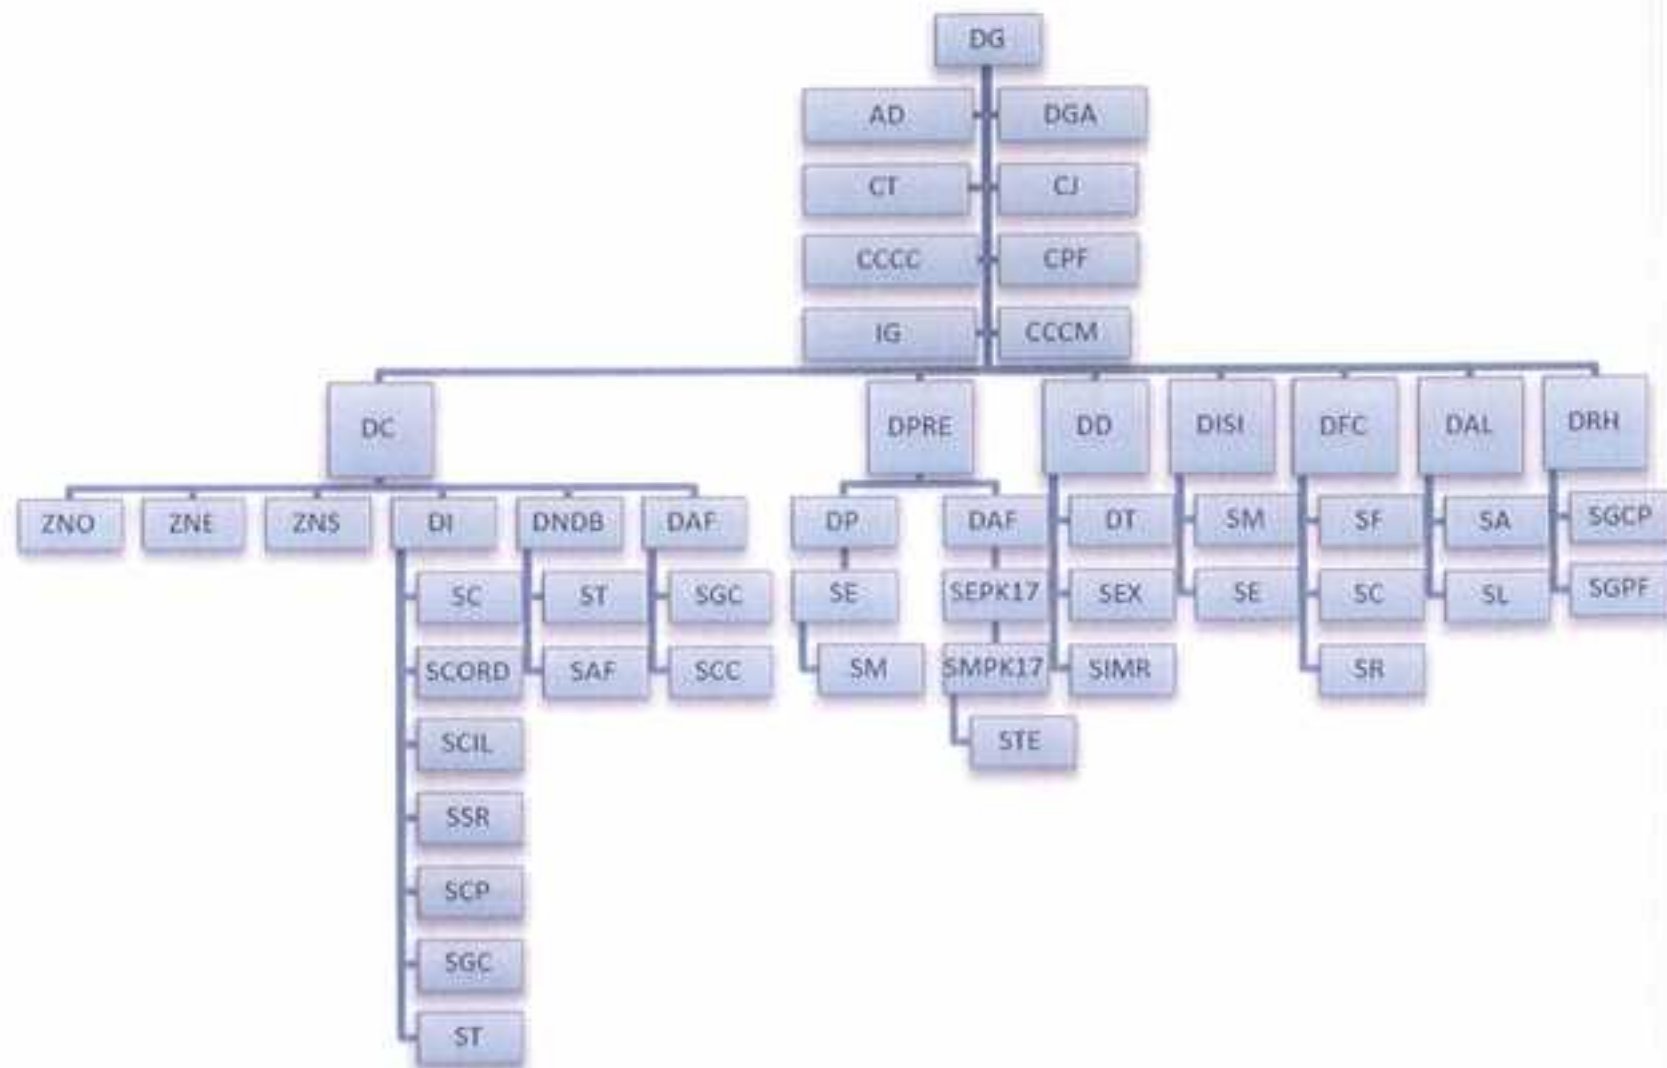 DG
AD DGA
CT CJ
CCCC CPF
IG CCCM
DC DPRE DD DISI DFC DAL DRH
ZNO ZNE ZNS DI DNDB DAF DP DAF DT SM SF SA SGCP
SC ST SGC SE SEPK17 SEX SE SC SL SGPF
SCORD SAF SCC SM SMPK17 SIMR SR
SCIL STE
SSR
SCP
SGC
ST